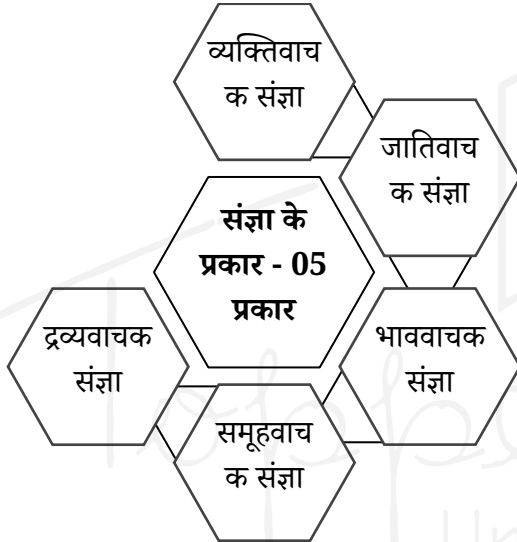 व्यक्तिवाच
क संज्ञा
जातिवाच
क संज्ञा
संज्ञा के
प्रकार - 05
प्रकार
भाववाचक
संज्ञा
समूहवाच
क संज्ञा
द्रव्यवाचक
संज्ञा